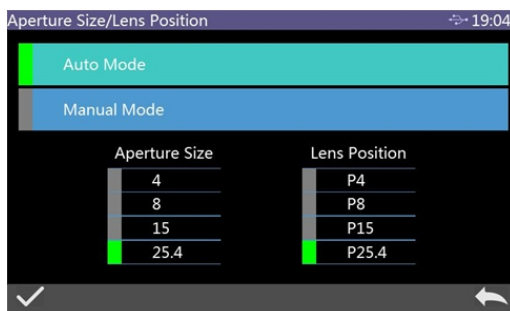 Aperture Size/Lens Position 19:04
Auto Mode
Manual Mode
Aperture Size Lens Position
4 P4
8 P8
15 P15
25.4 P25.4